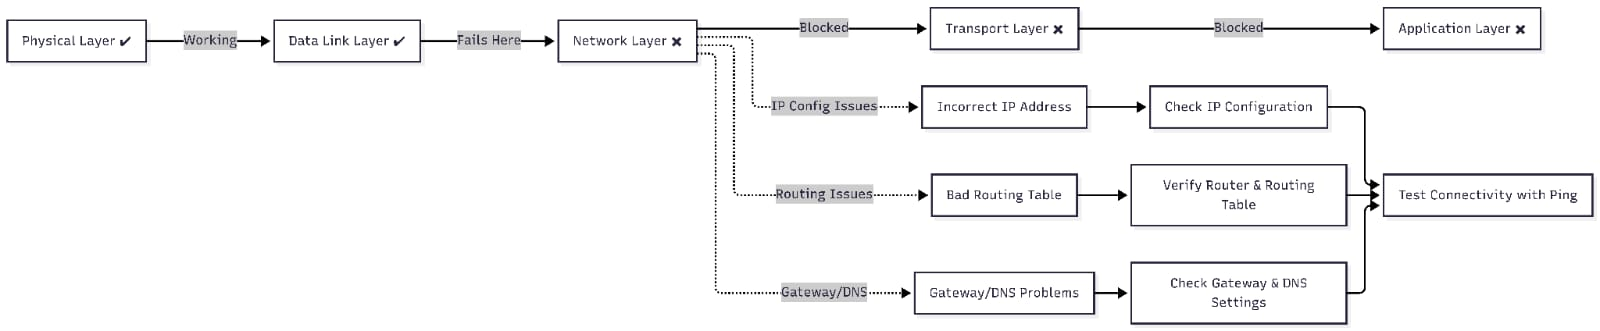 Physical Layer ✔
Working
Data Link Layer ✔
Fails Here
Network Layer ✖
Blocked
Transport Layer ✖
Blocked
Application Layer ✖
IP Config Issues
Incorrect IP Address
Check IP Configuration
Routing Issues
Bad Routing Table
Verify Router & Routing
Table
Test Connectivity with Ping
Gateway/DNS
Gateway/DNS Problems
Check Gateway & DNS
Settings